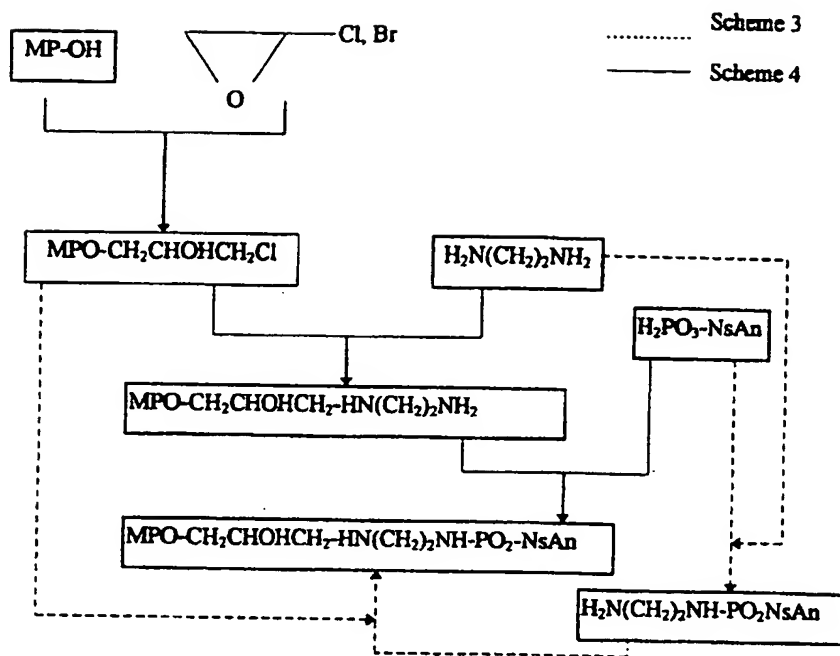 MP-OH
Cl, Br
O
Scheme 3
Scheme 4
MPO-CH₂CHOHCH₂Cl
H₂N(CH₂)₂NH₂
H₂PO₃-NsAn
MPO-CH₂CHOHCH₂-HN(CH₂)₂NH₂
MPO-CH₂CHOHCH₂-HN(CH₂)₂NH-PO₂-NsAn
H₂N(CH₂)₂NH-PO₂NsAn